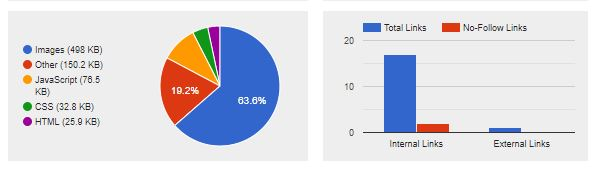 Images (498 KB)
Other (150.2 KB)
JavaScript (76.5
KB)
CSS (32.8 KB)
HTML (25.9 KB)
19.2%
63.6%
Total Links
No-Follow Links
20
10
0
Internal Links
External Links